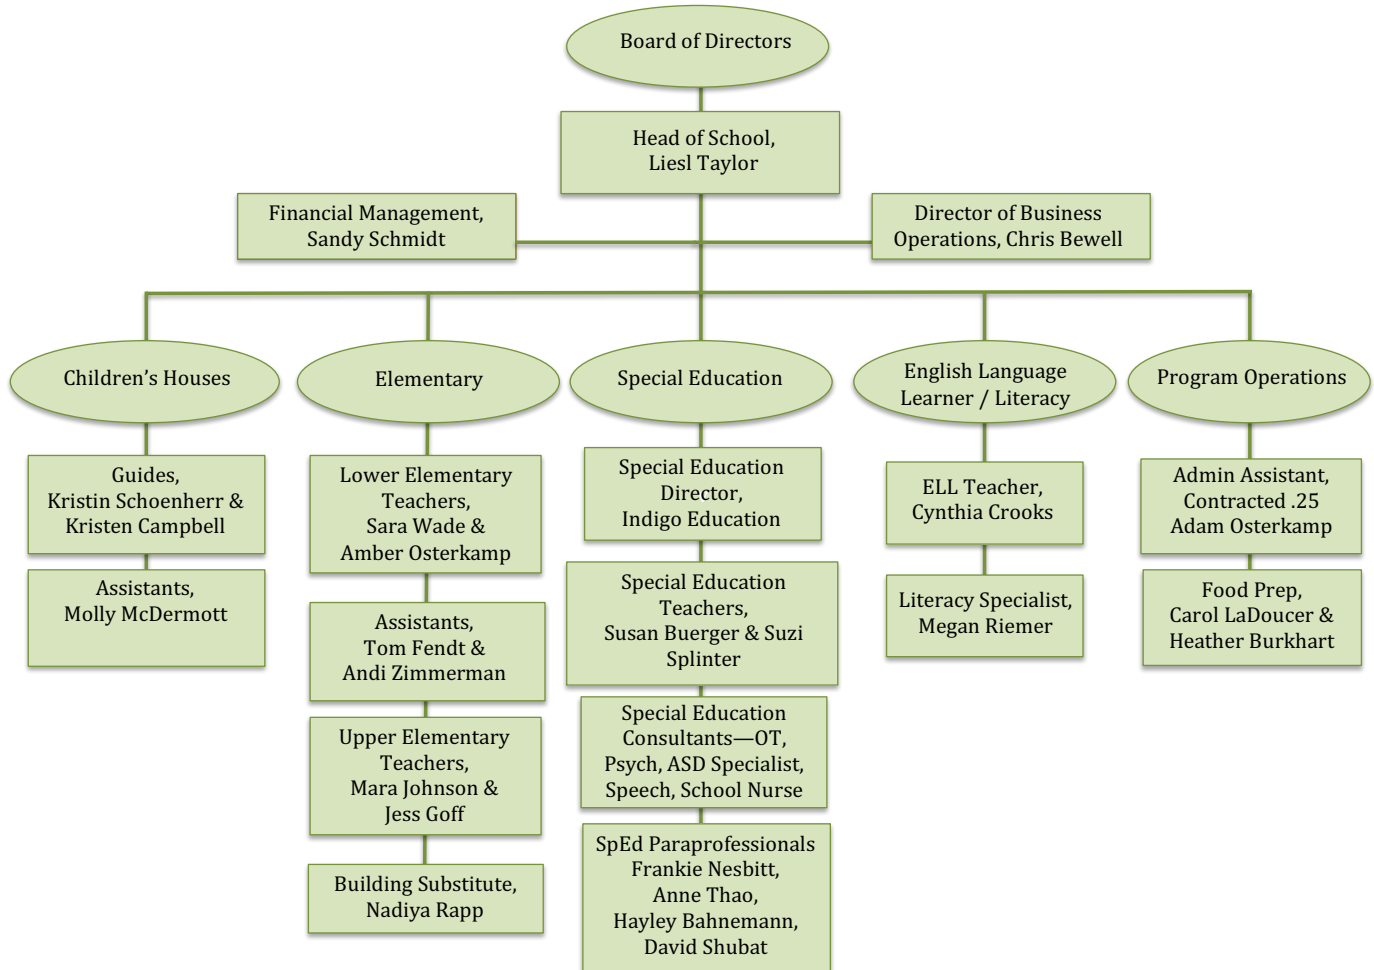 Board of Directors
Head of School,
Liesl Taylor
Financial Management,
Sandy Schmidt
Director of Business
Operations, Chris Bewell
Children’s Houses
Elementary
Special Education
English Language
Learner / Literacy
Program Operations
Guides,
Kristin Schoenherr &
Kristen Campbell
Assistants,
Molly McDermott
Lower Elementary
Teachers,
Sara Wade &
Amber Osterkamp
Assistants,
Tom Fendt &
Andi Zimmerman
Upper Elementary
Teachers,
Mara Johnson &
Jess Goff
Building Substitute,
Nadiya Rapp
Special Education
Director,
Indigo Education
Special Education
Teachers,
Susan Buerger & Suzi
Splinter
Special Education
Consultants—OT,
Psych, ASD Specialist,
Speech, School Nurse
SpEd Paraprofessionals
Frankie Nesbitt,
Anne Thao,
Hayley Bahnemann,
David Shubat
ELL Teacher,
Cynthia Crooks
Literacy Specialist,
Megan Riemer
Admin Assistant,
Contracted .25
Adam Osterkamp
Food Prep,
Carol LaDoucer &
Heather Burkhart